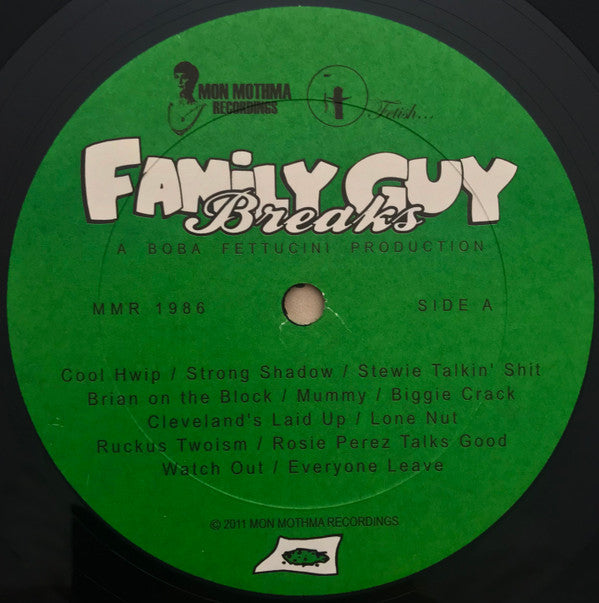 MON MOTHMA
RECORDINGS
Fetish...
FAMiLY GUY
Breaks
A BOBA FETTUCINI PRODUCTION
MMR 1986
SIDE A
Cool Hwip / Strong Shadow / Stewie Talkin' Shit
Brian on the Block / Mummy / Biggie Crack
Cleveland's Laid Up / Lone Nut
Ruckus Twoism / Rosie Perez Talks Good
Watch Out / Everyone Leave
© 2011 MON MOTHMA RECORDINGS